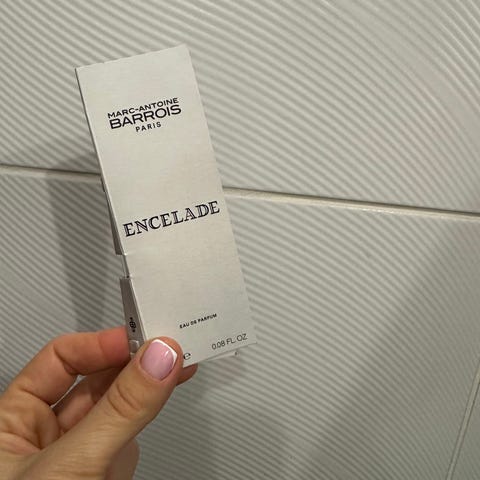 MARC-ANTOINE
BARROIS
PARIS
ENCELADE
EAU DE PARFUM
e 0.08 FL. OZ